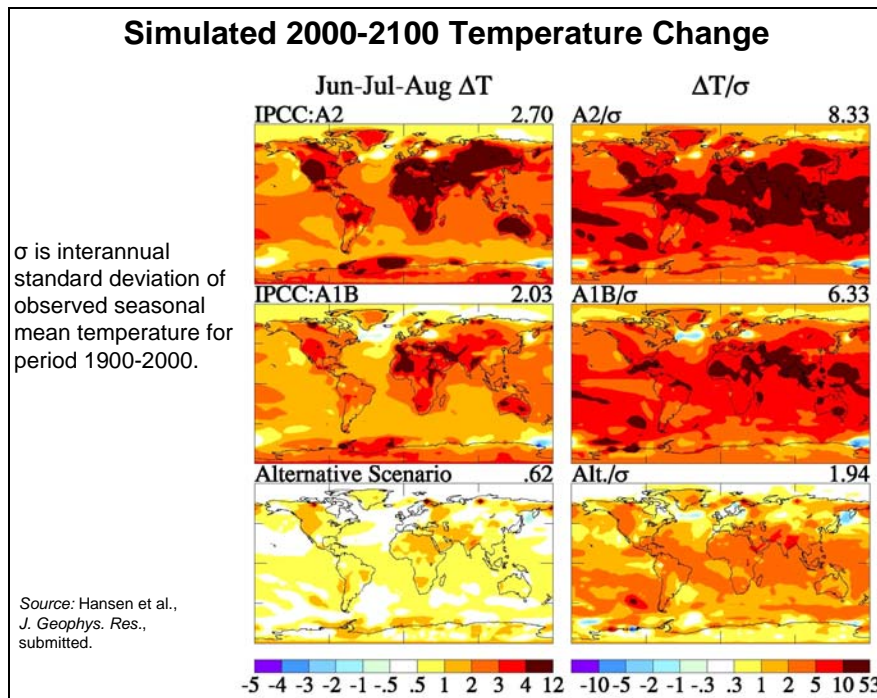 Simulated 2000-2100 Temperature Change
Jun-Jul-Aug ΔT
ΔT/σ
IPCC:A2 2.70
A2/σ 8.33
σ is interannual
standard deviation of
observed seasonal
mean temperature for
period 1900-2000.
IPCC:A1B 2.03
A1B/σ 6.33
Alternative Scenario .62
Alt./σ 1.94
Source: Hansen et al.,
J. Geophys. Res.,
submitted.
-5 -4 -3 -2 -1 -.5 .5 1 2 3 4 12
-10 -5 -2 -1 -.3 .3 1 2 5 10 53